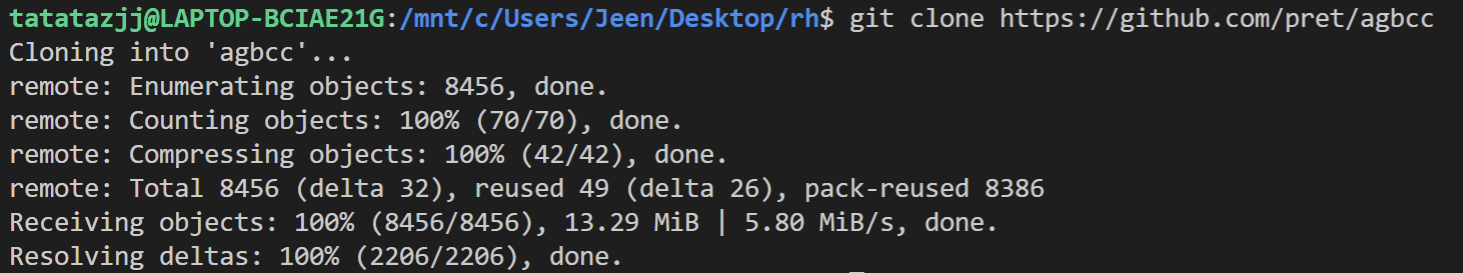 tatatazjj@LAPTOP-BCIAE21G:/mnt/c/Users/Jeen/Desktop/rh$ git clone https://github.com/pret/agbcc
Cloning into 'agbcc'...
remote: Enumerating objects: 8456, done.
remote: Counting objects: 100% (70/70), done.
remote: Compressing objects: 100% (42/42), done.
remote: Total 8456 (delta 32), reused 49 (delta 26), pack-reused 8386
Receiving objects: 100% (8456/8456), 13.29 MiB | 5.80 MiB/s, done.
Resolving deltas: 100% (2206/2206), done.